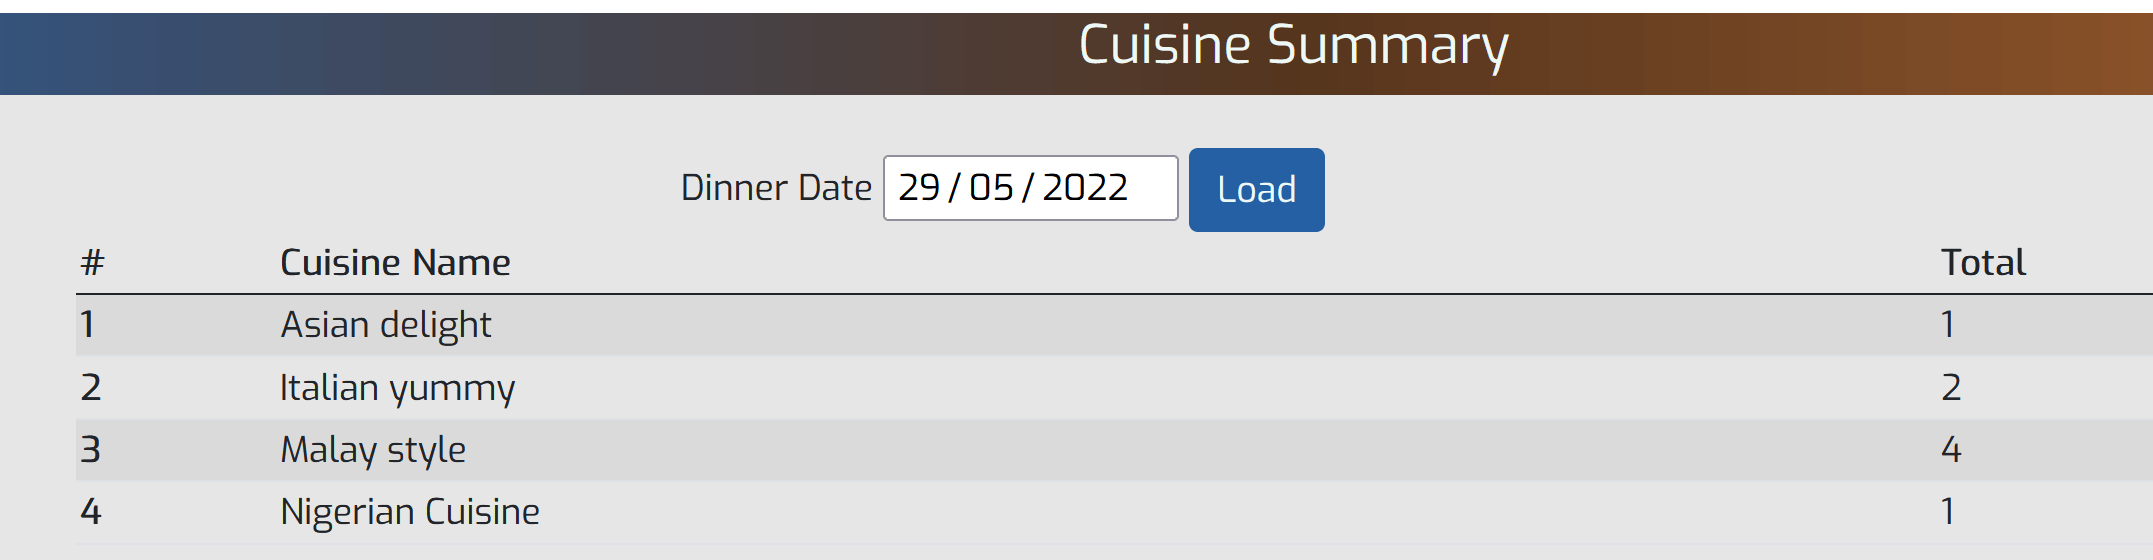 Cuisine Summary
Dinner Date 29 / 05 / 2022 Load
# Cuisine Name Total
1 Asian delight 1
2 Italian yummy 2
3 Malay style 4
4 Nigerian Cuisine 1